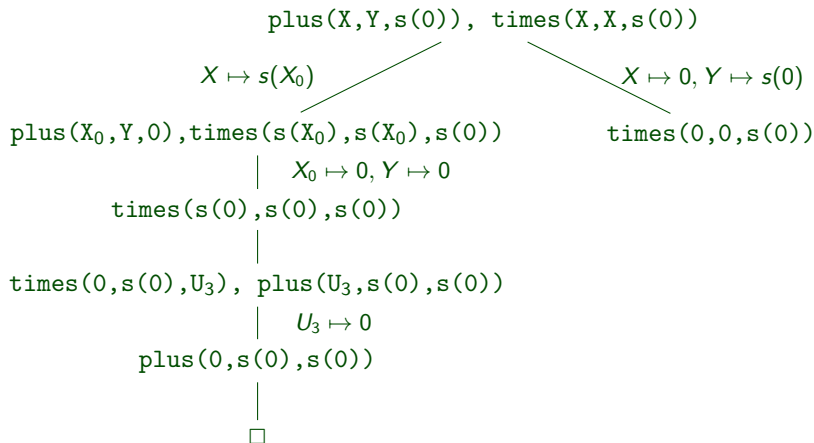 plus(X,Y,s(0)), times(X,X,s(0))
X ↦ s(X₀)
X ↦ 0, Y ↦ s(0)
plus(X₀,Y,0),times(s(X₀),s(X₀),s(0))
times(0,0,s(0))
X₀ ↦ 0, Y ↦ 0
times(s(0),s(0),s(0))
times(0,s(0),U₃), plus(U₃,s(0),s(0))
U₃ ↦ 0
plus(0,s(0),s(0))
□